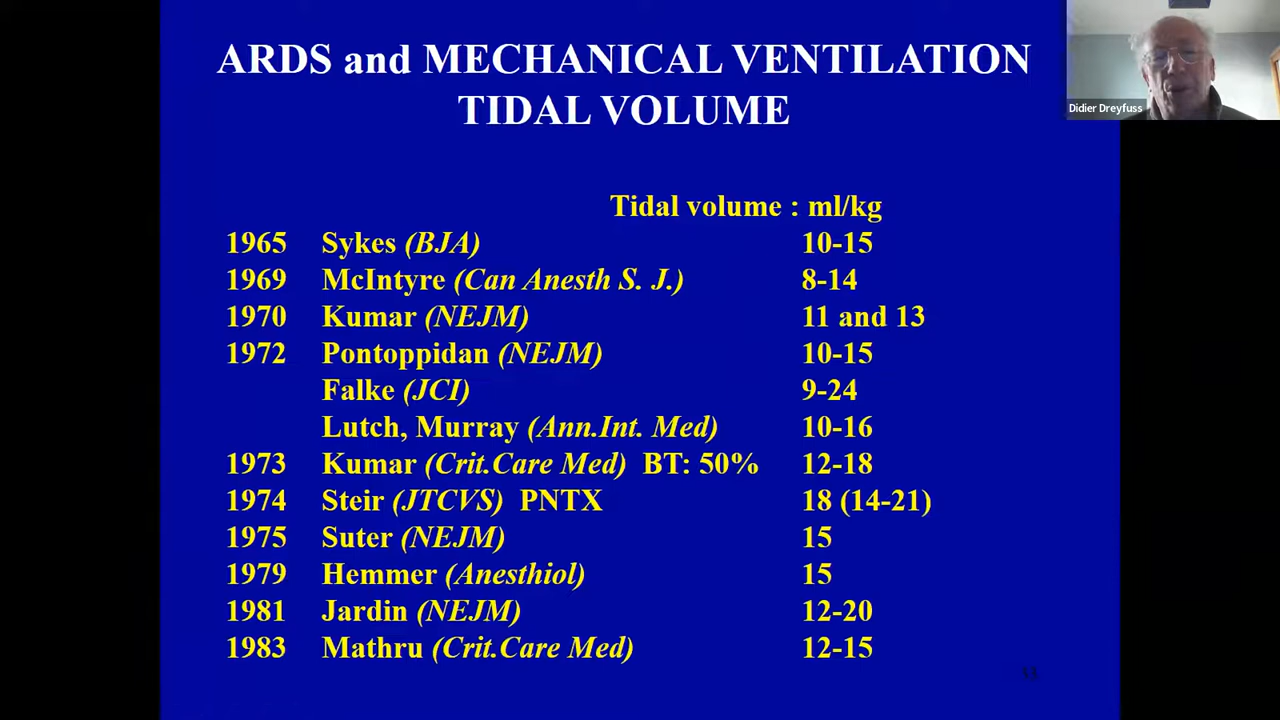 ARDS and MECHANICAL VENTILATION
TIDAL VOLUME
Didier Dreyfuss
Tidal volume : ml/kg
1965 Sykes (BJA) 10-15
1969 McIntyre (Can Anesth S. J.) 8-14
1970 Kumar (NEJM) 11 and 13
1972 Pontoppidan (NEJM) 10-15
Falke (JCI) 9-24
Lutch, Murray (Ann.Int. Med) 10-16
1973 Kumar (Crit.Care Med) BT: 50% 12-18
1974 Steir (JTCVS) PNTX 18 (14-21)
1975 Suter (NEJM) 15
1979 Hemmer (Anesthiol) 15
1981 Jardin (NEJM) 12-20
1983 Mathru (Crit.Care Med) 12-15